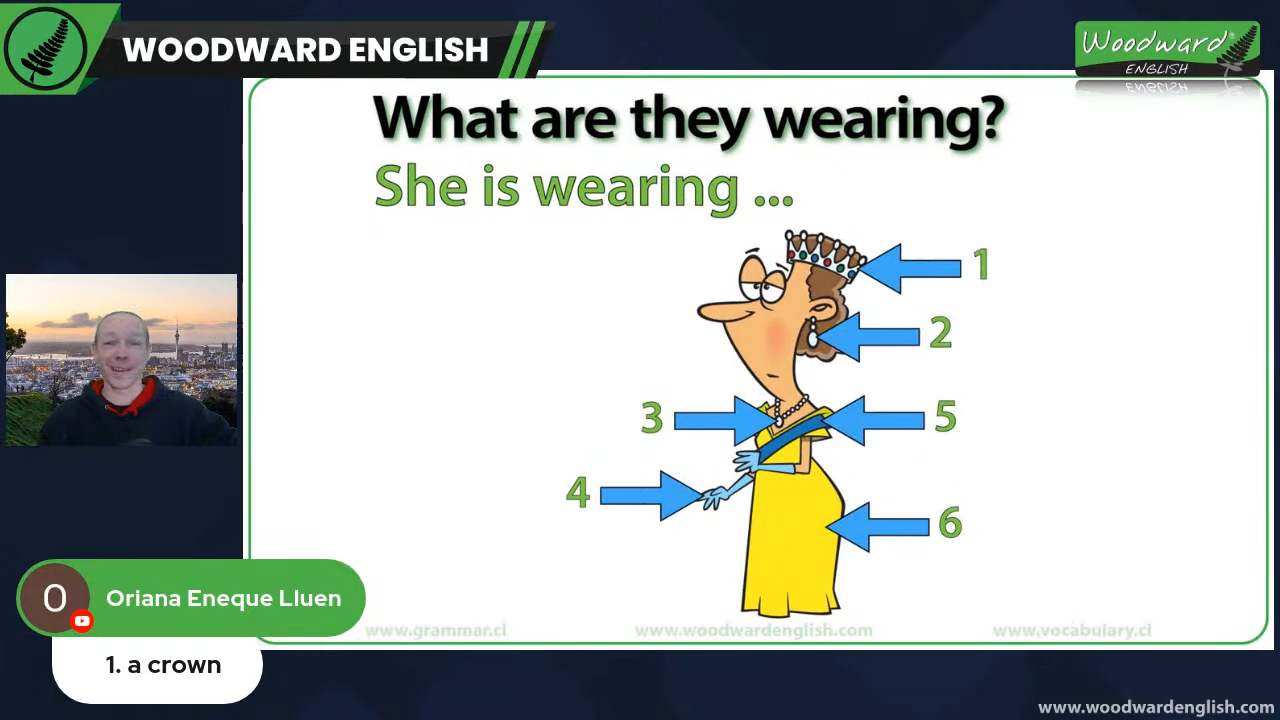 WOODWARD ENGLISH
Woodward®
ENGLISH
What are they wearing?
She is wearing ...
1
2
3
5
4
6
O
Oriana Eneque Lluen
1. a crown
www.grammar.cl
www.woodwardenglish.com
www.vocabulary.cl
www.woodwardenglish.com